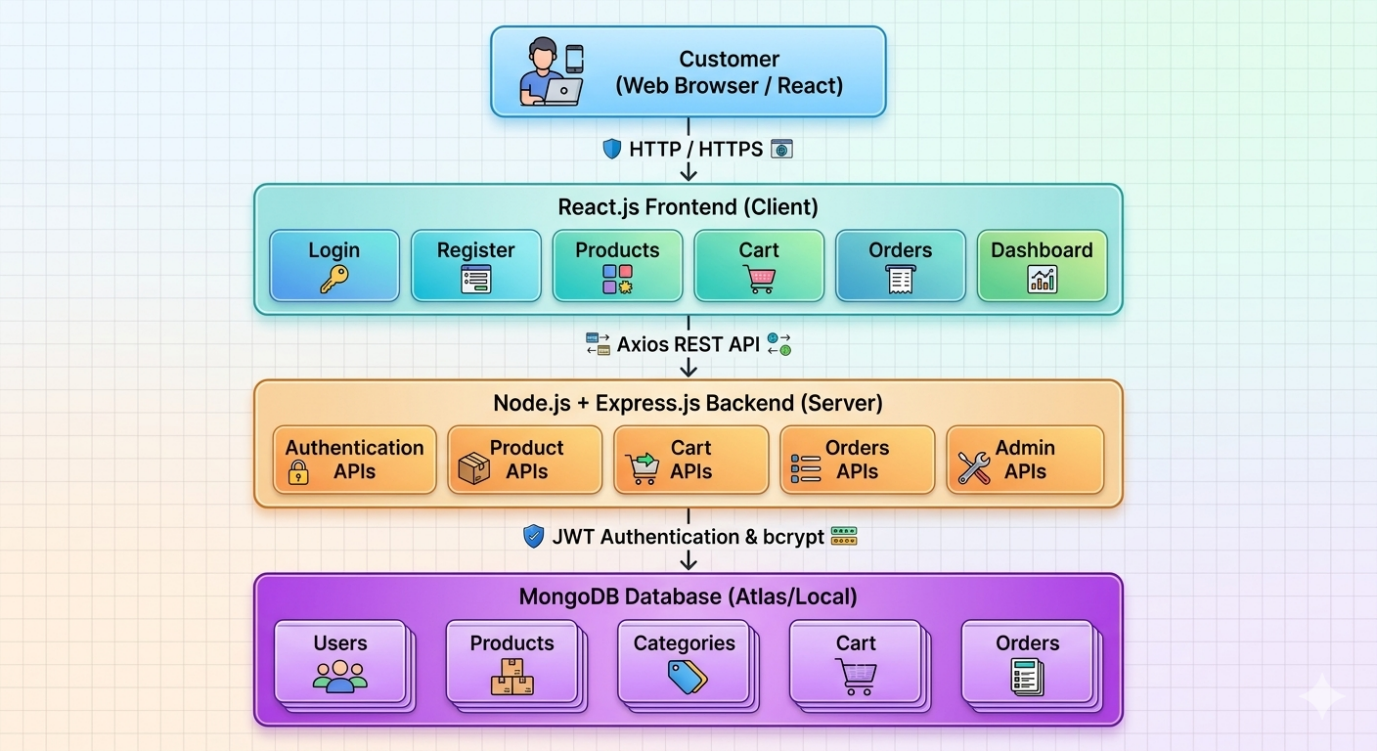 Customer
(Web Browser / React)
HTTP / HTTPS
React.js Frontend (Client)
Login
Register
Products
Cart
Orders
Dashboard
Axios REST API
Node.js + Express.js Backend (Server)
Authentication
APIs
Product
APIs
Cart
APIs
Orders
APIs
Admin
APIs
JWT Authentication & bcrypt
MongoDB Database (Atlas/Local)
Users
Products
Categories
Cart
Orders